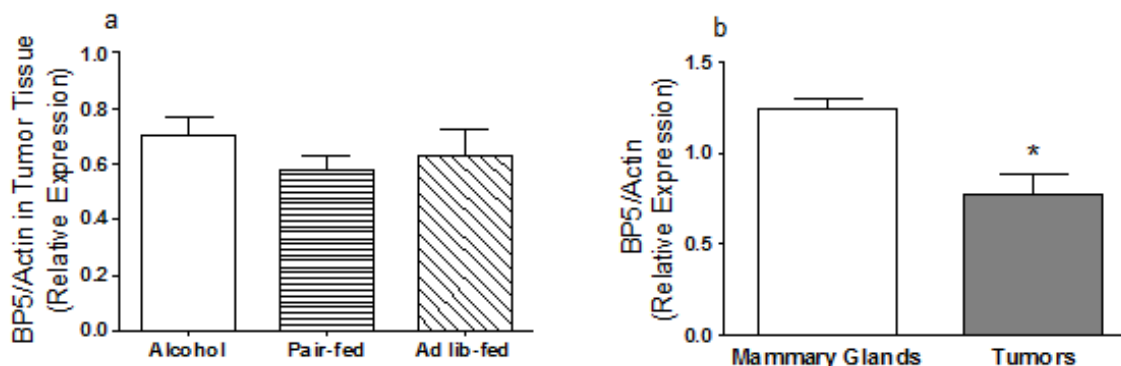 a
BP5/Actin in Tumor Tissue
(Relative Expression)
1.0
0.8
0.6
0.4
0.2
0.0
Alcohol Pair-fed Ad lib-fed
b
BP5/Actin
(Relative Expression)
1.5
1.0
0.5
0.0
*
Mammary Glands Tumors